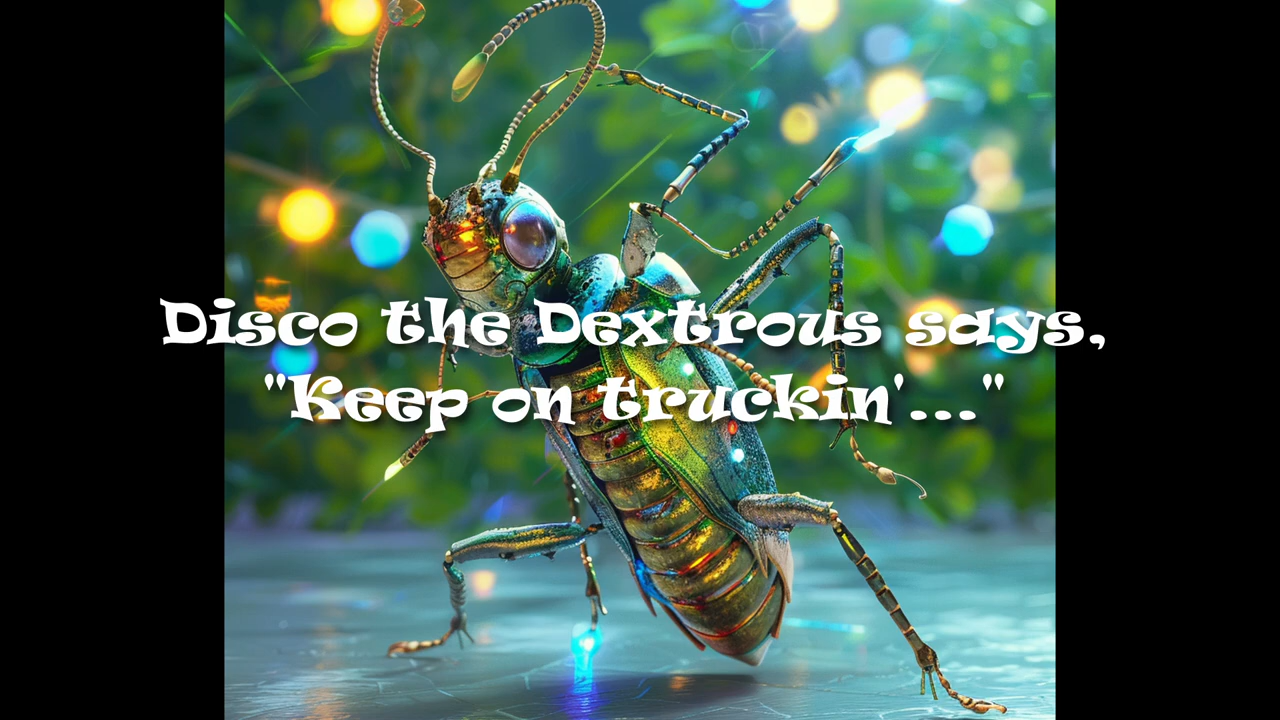 Disco the Dextrous says,
"Keep on truckin'..."